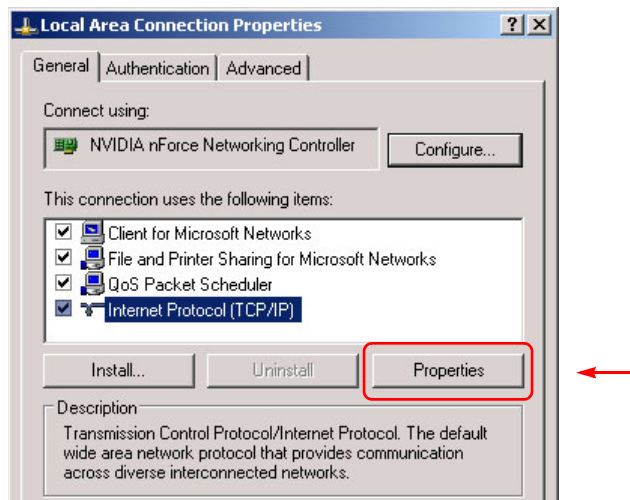 Local Area Connection Properties
General Authentication Advanced
Connect using:
NVIDIA nForce Networking Controller Configure...
This connection uses the following items:
Client for Microsoft Networks
File and Printer Sharing for Microsoft Networks
QoS Packet Scheduler
Internet Protocol (TCP/IP)
Install... Uninstall Properties
Description
Transmission Control Protocol/Internet Protocol. The default
wide area network protocol that provides communication
across diverse interconnected networks.